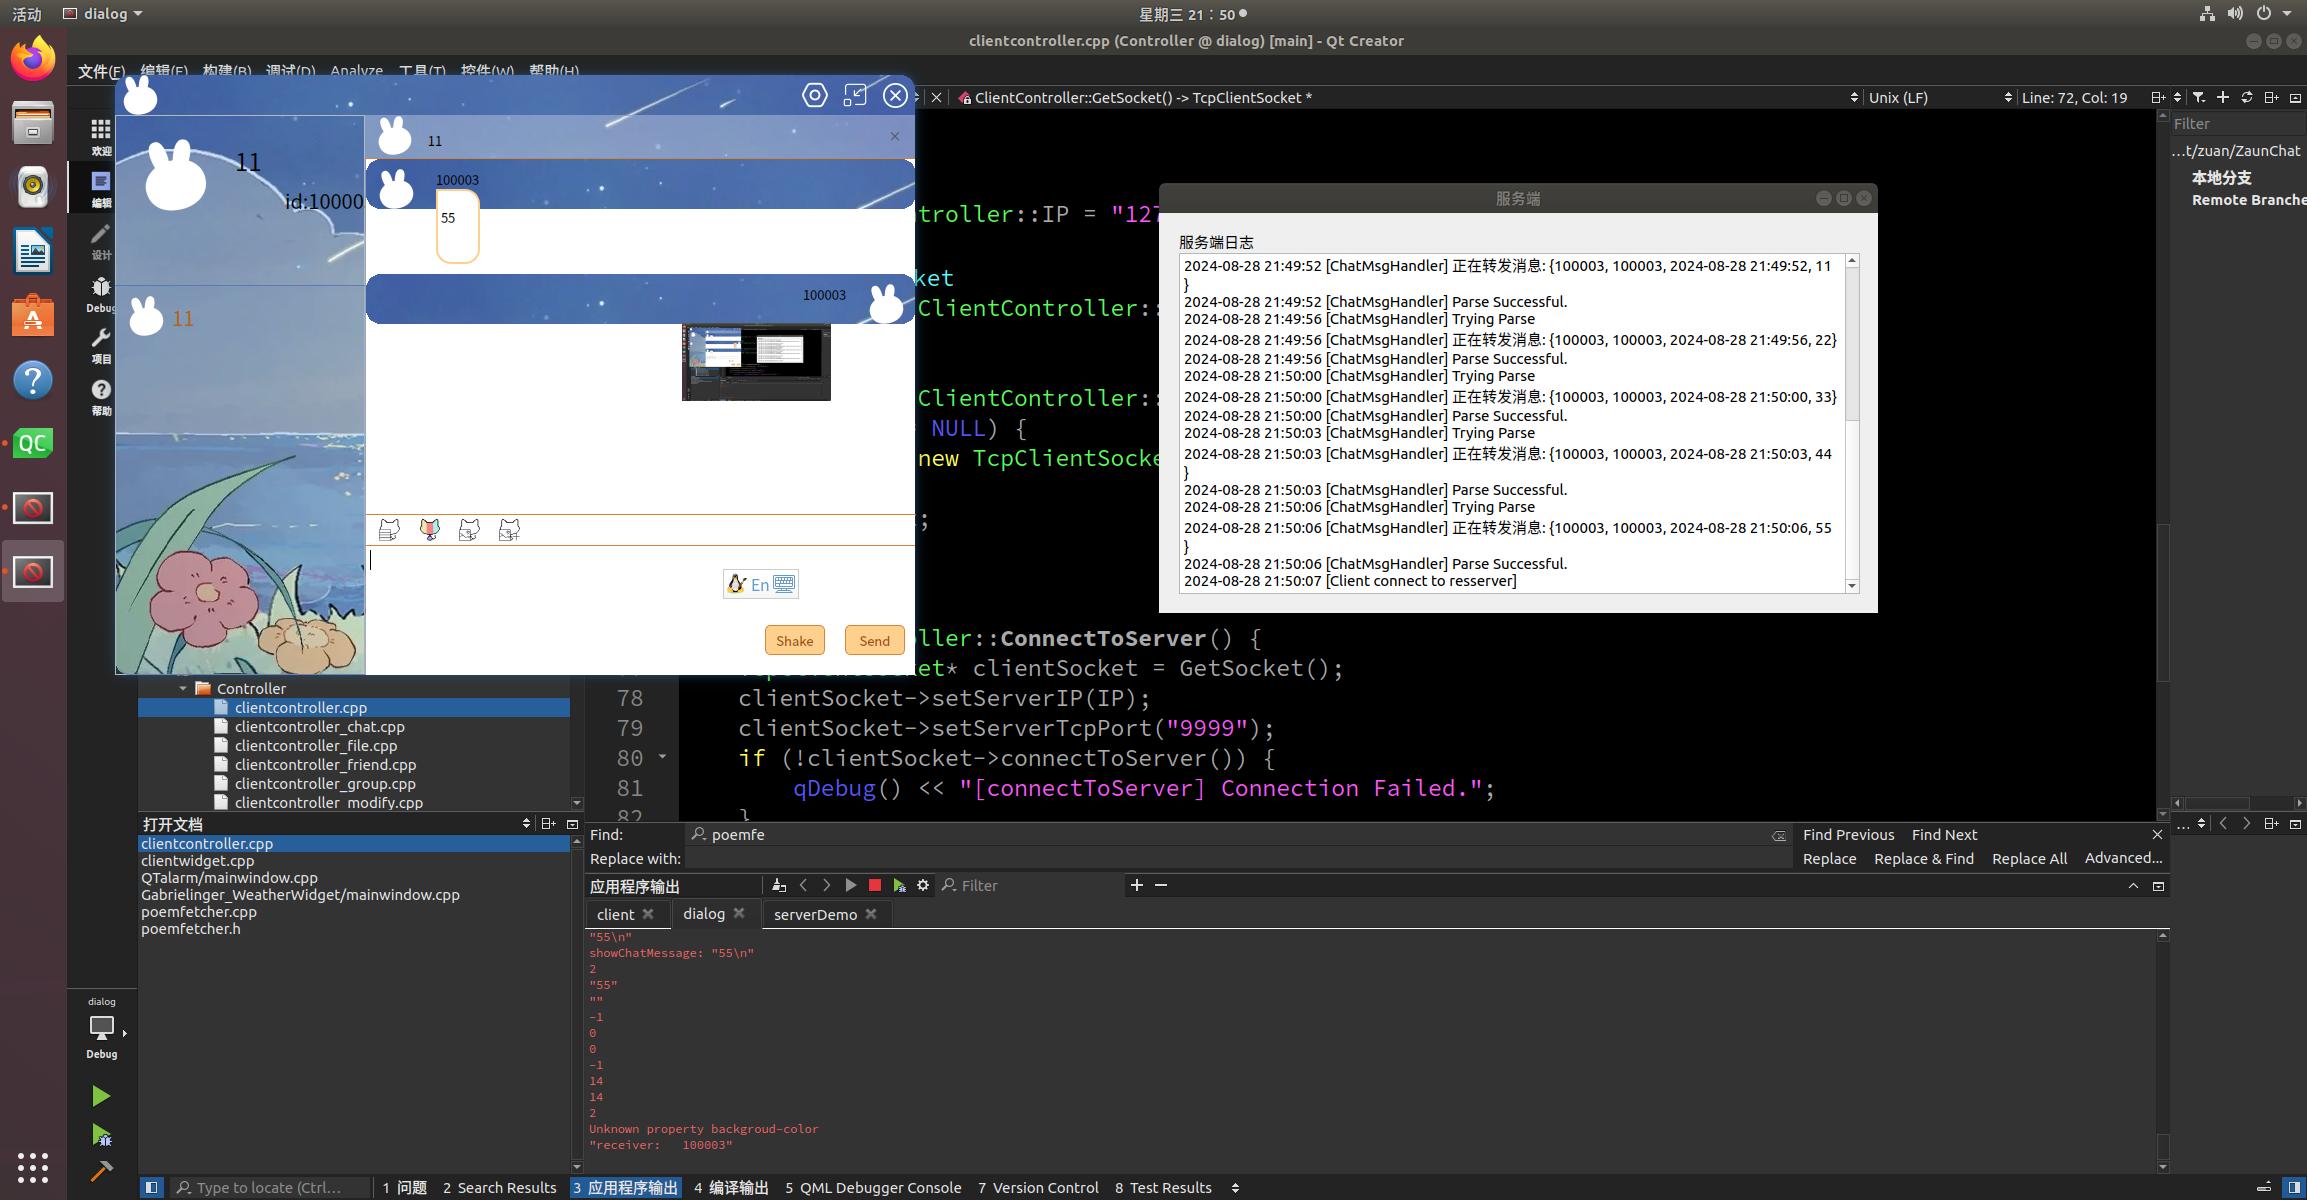 活动
dialog
星期三 21：50
clientcontroller.cpp (Controller @ dialog) [main] - Qt Creator
文件(F) 编辑(E) 构建(B) 调试(D) Analyze 工具(T) 控件(W) 帮助(H)
ClientController::GetSocket() -> TcpClientSocket *
Unix (LF)
Line: 72, Col: 19
Filter
...t/zuan/ZaunChat
本地分支
Remote Branche
欢迎
编辑
设计
Debug
项目
帮助
11
id:10000
11
11
100003
55
100003
En
Shake
Send
troller::IP = "127
ket
ClientController::
ClientController::
NULL) {
new TcpClientSocke
;
服务端
服务端日志
2024-08-28 21:49:52 [ChatMsgHandler] 正在转发消息: {100003, 100003, 2024-08-28 21:49:52, 11
}
2024-08-28 21:49:52 [ChatMsgHandler] Parse Successful.
2024-08-28 21:49:56 [ChatMsgHandler] Trying Parse
2024-08-28 21:49:56 [ChatMsgHandler] 正在转发消息: {100003, 100003, 2024-08-28 21:49:56, 22}
2024-08-28 21:49:56 [ChatMsgHandler] Parse Successful.
2024-08-28 21:50:00 [ChatMsgHandler] Trying Parse
2024-08-28 21:50:00 [ChatMsgHandler] 正在转发消息: {100003, 100003, 2024-08-28 21:50:00, 33}
2024-08-28 21:50:00 [ChatMsgHandler] Parse Successful.
2024-08-28 21:50:03 [ChatMsgHandler] Trying Parse
2024-08-28 21:50:03 [ChatMsgHandler] 正在转发消息: {100003, 100003, 2024-08-28 21:50:03, 44
}
2024-08-28 21:50:03 [ChatMsgHandler] Parse Successful.
2024-08-28 21:50:06 [ChatMsgHandler] Trying Parse
2024-08-28 21:50:06 [ChatMsgHandler] 正在转发消息: {100003, 100003, 2024-08-28 21:50:06, 55
}
2024-08-28 21:50:06 [ChatMsgHandler] Parse Successful.
2024-08-28 21:50:07 [Client connect to resserver]
ller::ConnectToServer() {
et* clientSocket = GetSocket();
78 clientSocket->setServerIP(IP);
79 clientSocket->setServerTcpPort("9999");
80 if (!clientSocket->connectToServer()) {
81 qDebug() << "[connectToServer] Connection Failed.";
82 }
Controller
clientcontroller.cpp
clientcontroller_chat.cpp
clientcontroller_file.cpp
clientcontroller_friend.cpp
clientcontroller_group.cpp
clientcontroller_modify.cpp
打开文档
clientcontroller.cpp
clientwidget.cpp
QTalarm/mainwindow.cpp
Gabrielinger_WeatherWidget/mainwindow.cpp
poemfetcher.cpp
poemfetcher.h
Find: poemfe
Find Previous Find Next
Replace with:
Replace Replace & Find Replace All Advanced...
应用程序输出
Filter
client dialog serverDemo
"55\n"
showChatMessage: "55\n"
2
"55"
""
-1
0
0
-1
14
14
2
Unknown property backgroud-color
"receiver: 100003"
dialog
Debug
Type to locate (Ctrl...
1 问题 2 Search Results 3 应用程序输出 4 编译输出 5 QML Debugger Console 7 Version Control 8 Test Results